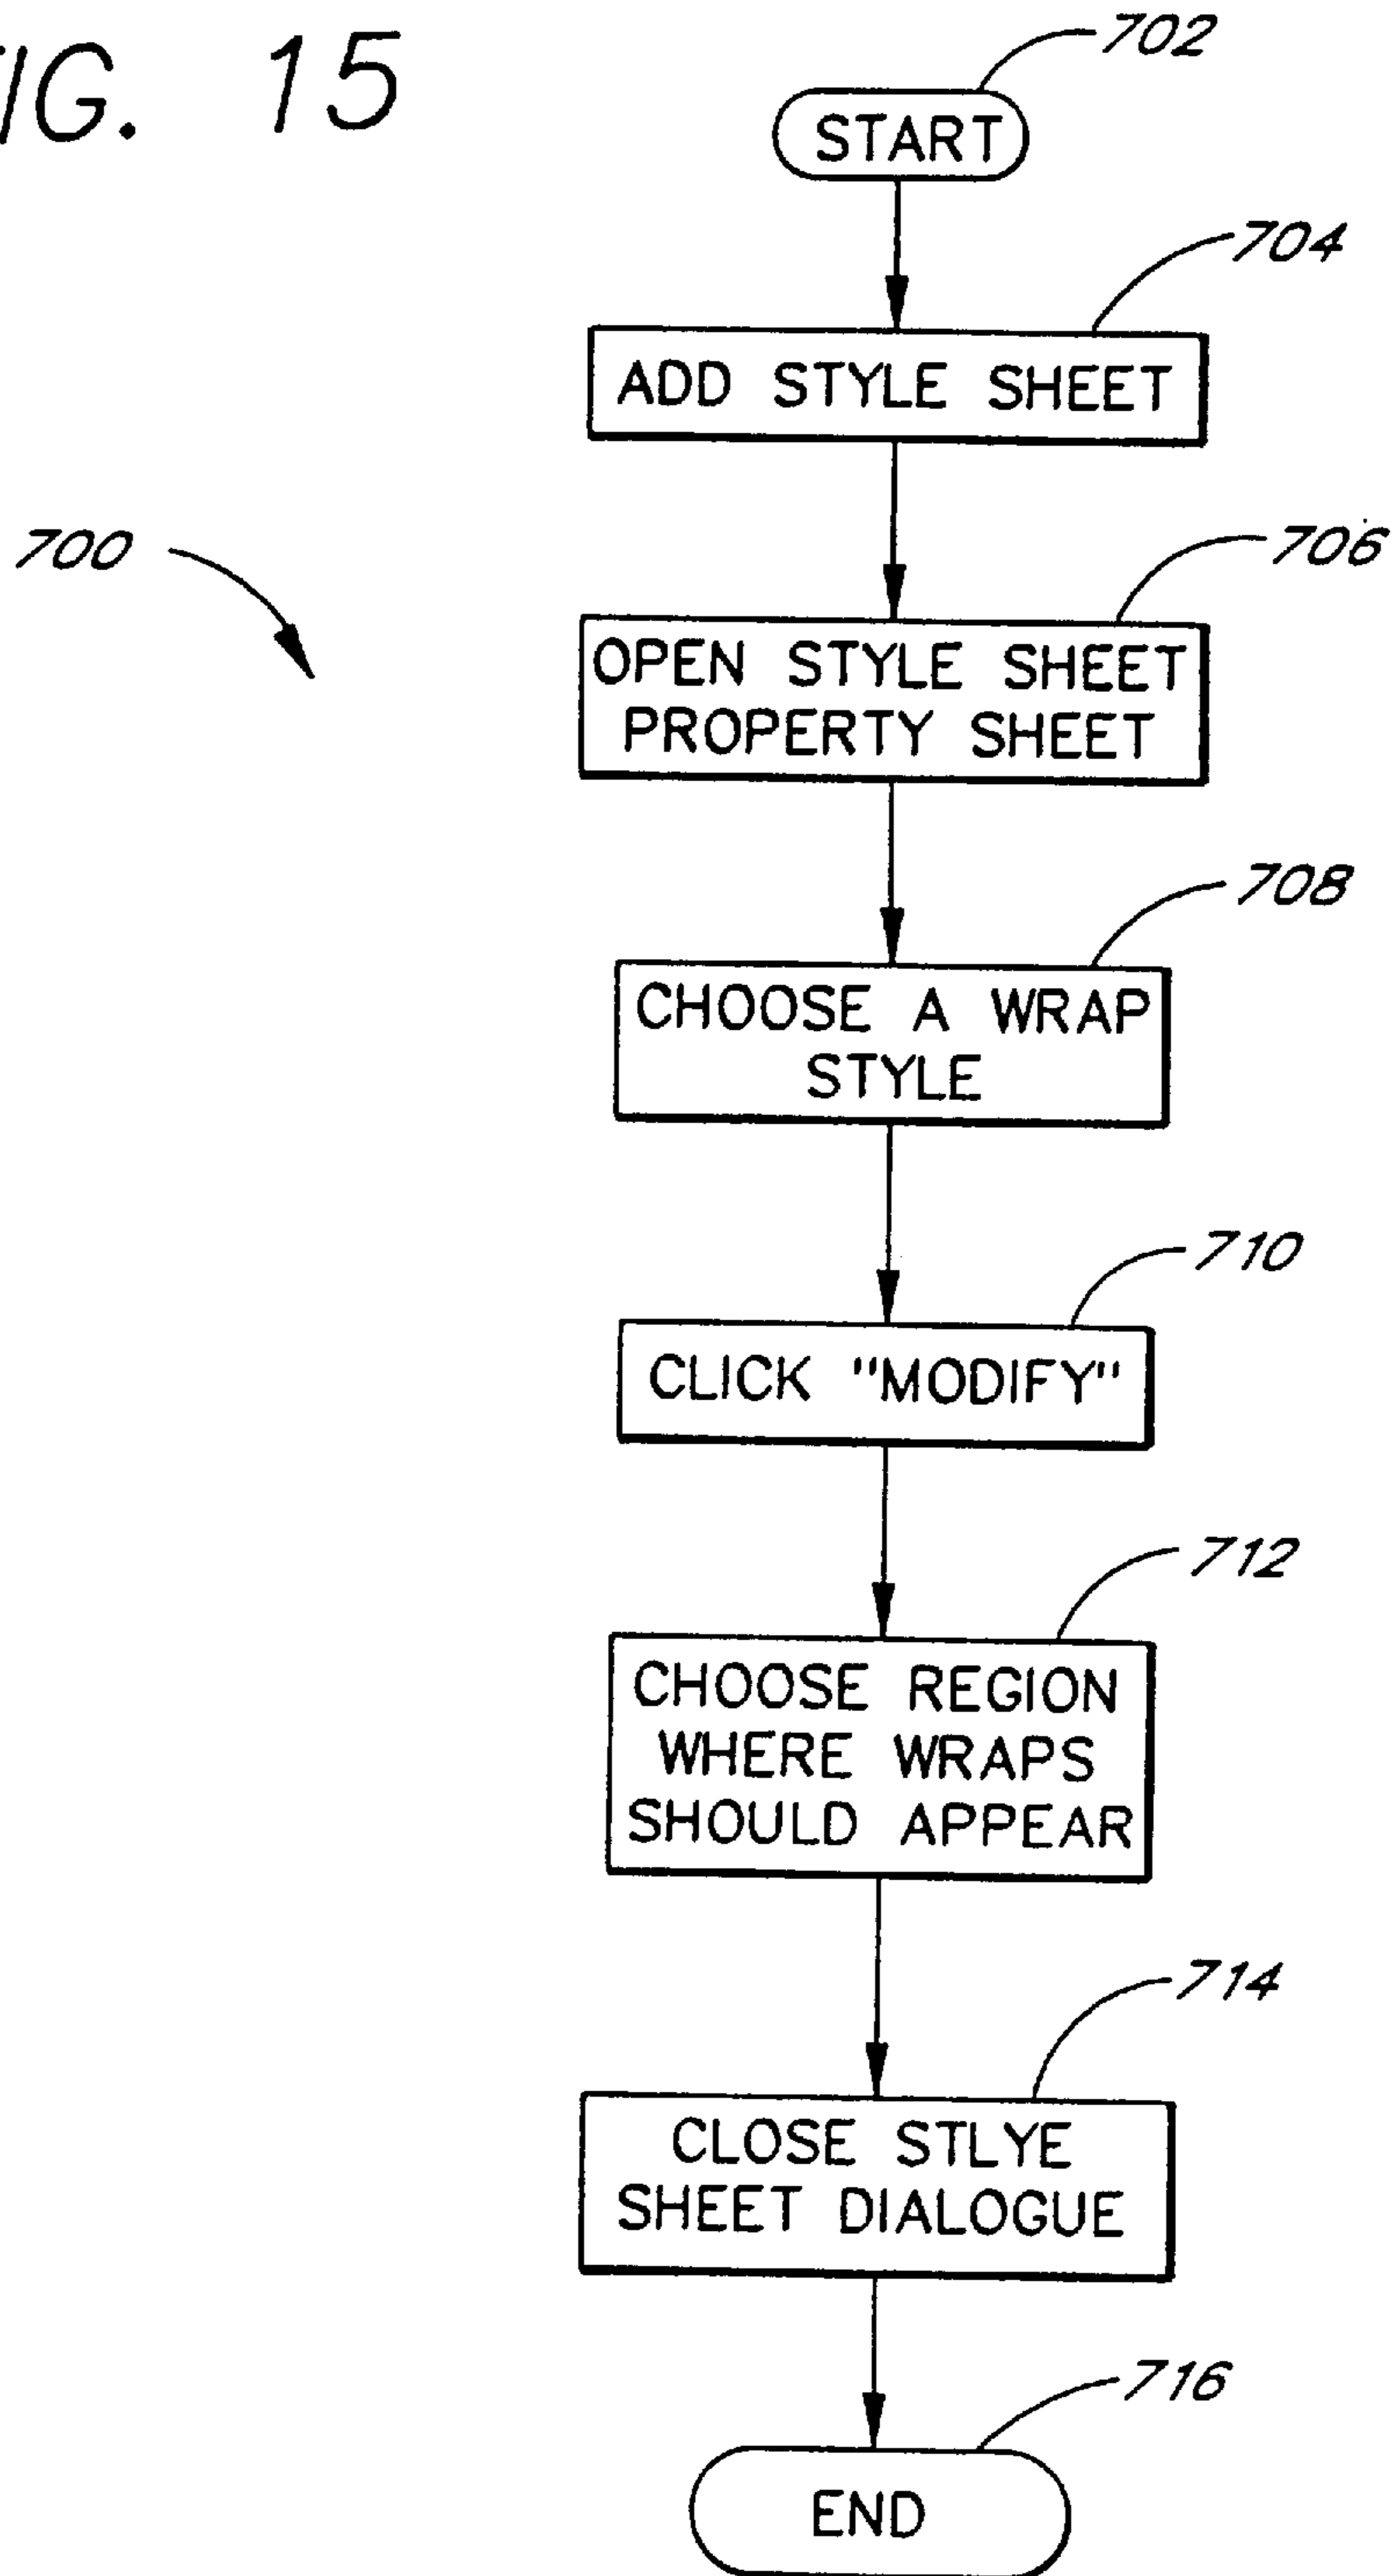 IG. 15
702
START
704
ADD STYLE SHEET
700
706
OPEN STYLE SHEET
PROPERTY SHEET
708
CHOOSE A WRAP
STYLE
710
CLICK "MODIFY"
712
CHOOSE REGION
WHERE WRAPS
SHOULD APPEAR
714
CLOSE STLYE
SHEET DIALOGUE
716
END